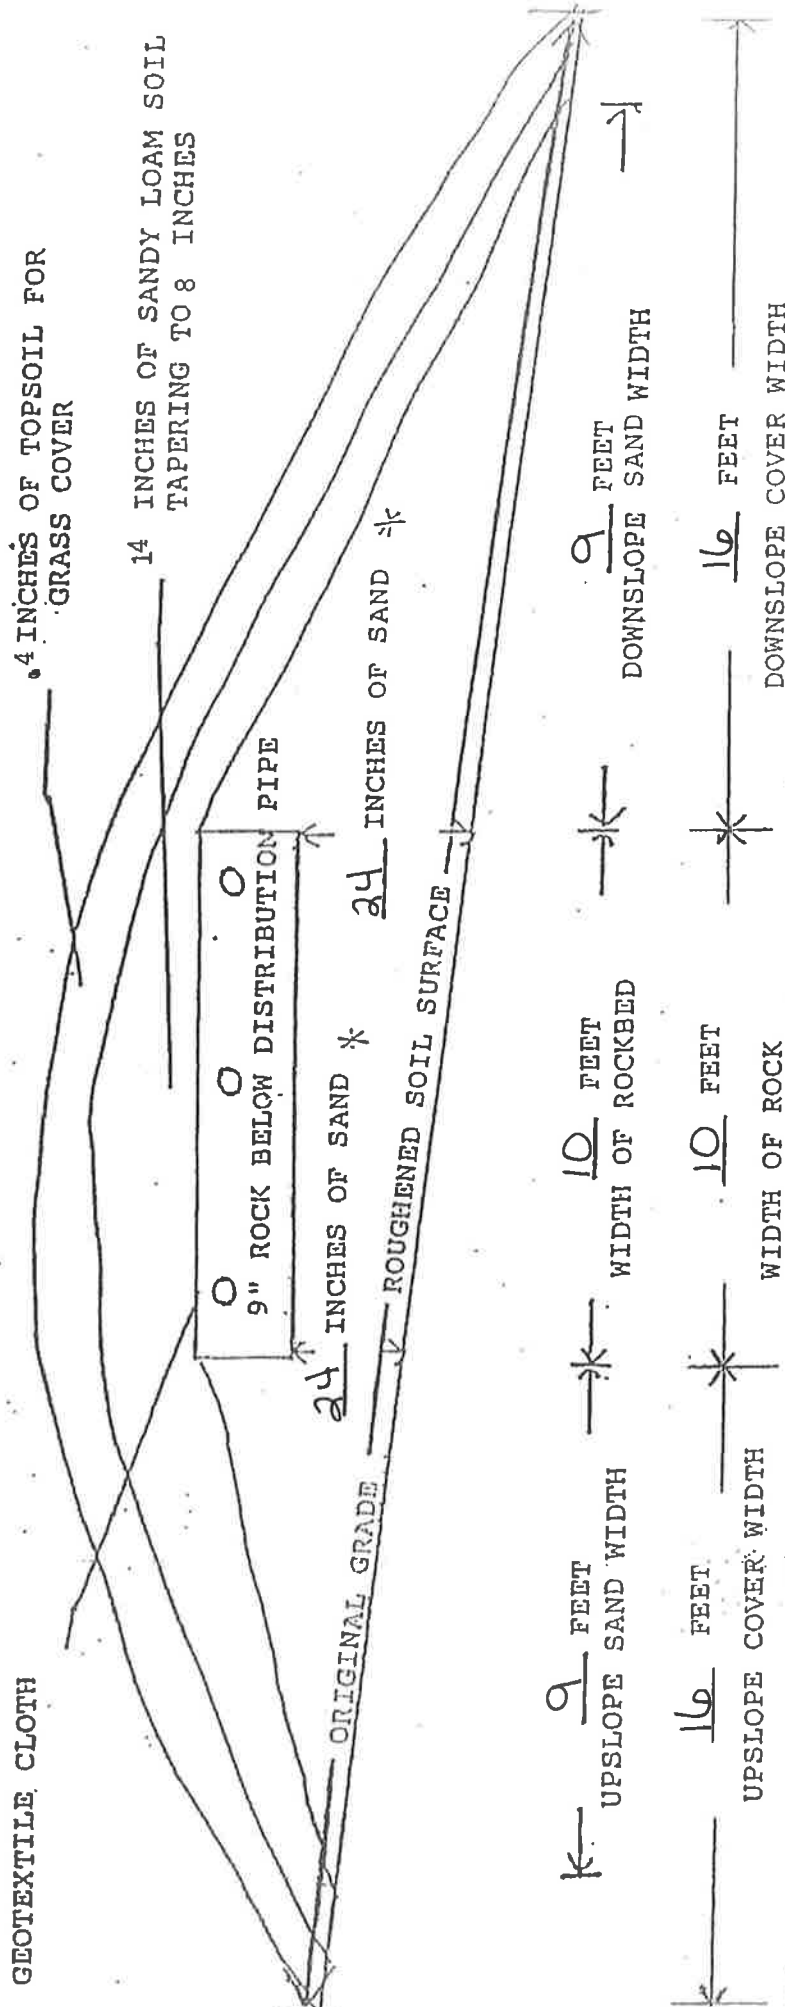 GEOTEXTILE CLOTH
4 INCHES OF TOPSOIL FOR
GRASS COVER
14 INCHES OF SANDY LOAM SOIL
TAPERING TO 8 INCHES
9" ROCK BELOW DISTRIBUTION PIPE
24 INCHES OF SAND *
24 INCHES OF SAND *
ORIGINAL GRADE
ROUGHENED SOIL SURFACE
9 FEET
UPSLOPE SAND WIDTH
10 FEET
WIDTH OF ROCKBED
9 FEET
DOWNSLOPE SAND WIDTH
16 FEET
UPSLOPE COVER WIDTH
10 FEET
WIDTH OF ROCK
16 FEET
DOWNSLOPE COVER WIDTH